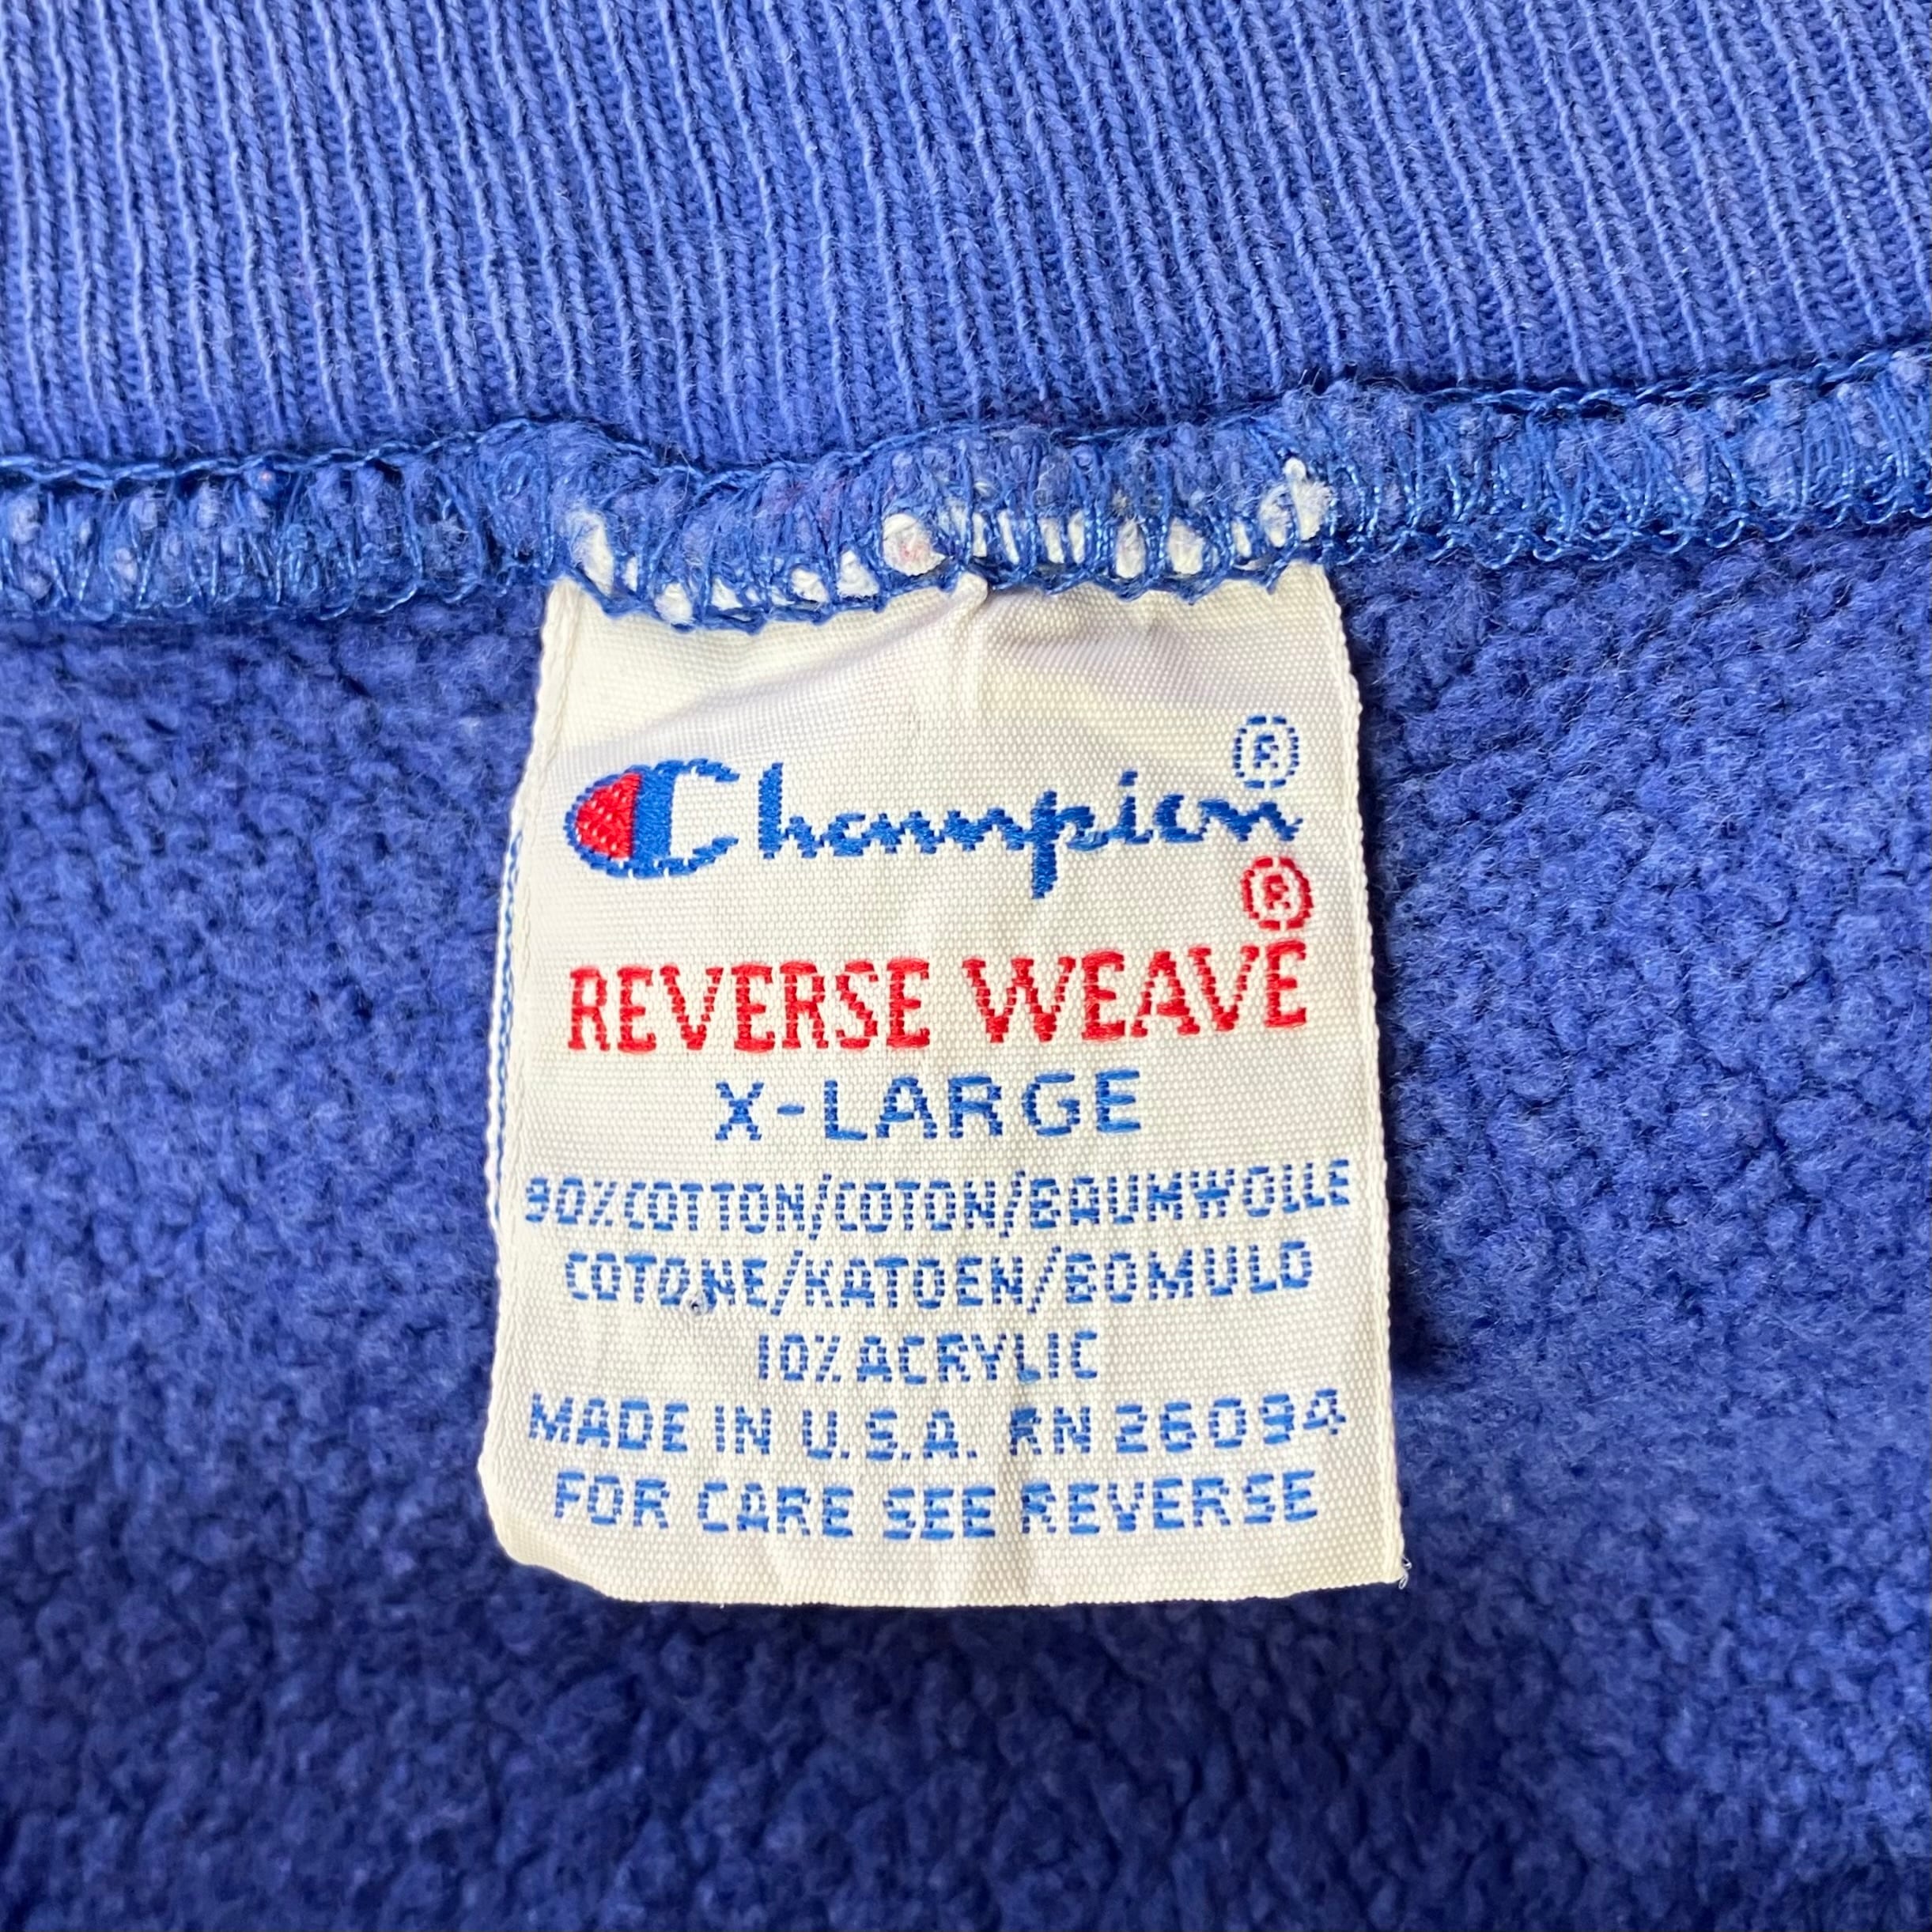 Champion®
®
REVERSE WEAVE
X-LARGE
90% COTTON/COTON/BAUMWOLLE
COTONE/KATOEN/BOMULD
10% ACRYLIC
MADE IN U.S.A. RN 26094
FOR CARE SEE REVERSE